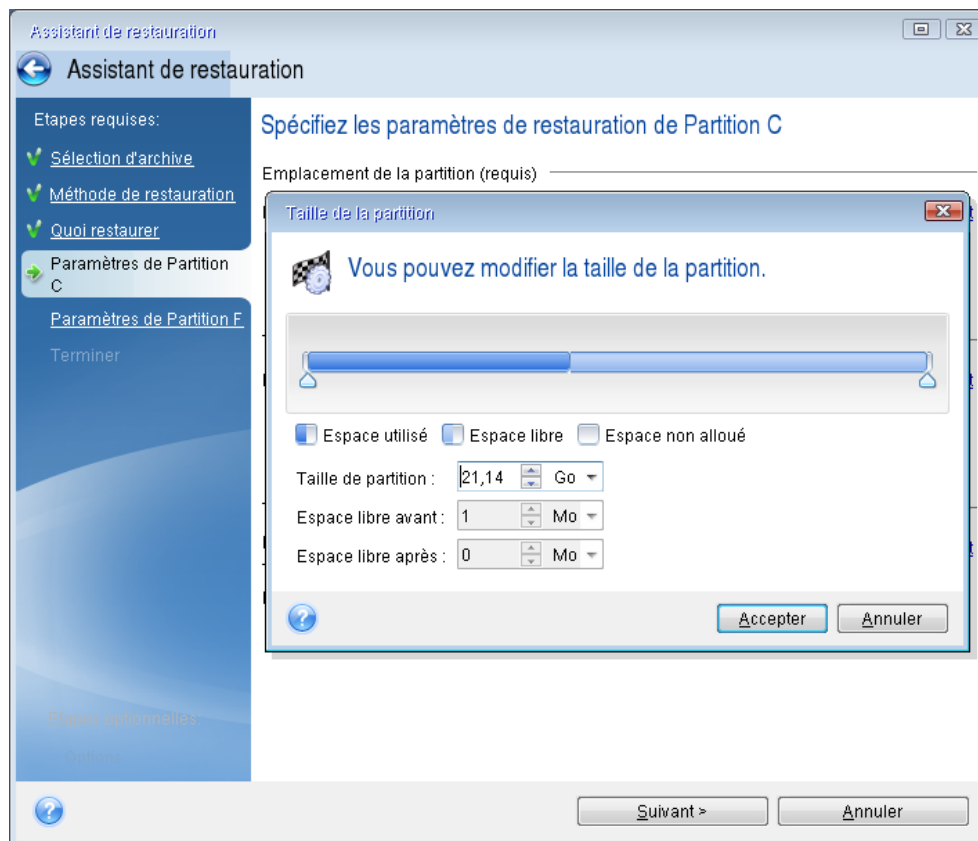 Assistant de restauration
Assistant de restauration
Etapes requises:
Sélection d'archive
Méthode de restauration
Quoi restaurer
Paramètres de Partition
C
Paramètres de Partition F
Terminer
Etapes optionnelles:
Options
Spécifiez les paramètres de restauration de Partition C
Emplacement de la partition (requis)
Taille de la partition
Vous pouvez modifier la taille de la partition.
Espace utilisé Espace libre Espace non alloué
Taille de partition : 21,14 Go
Espace libre avant : 1 Mo
Espace libre après : 0 Mo
Accepter Annuler
Suivant > Annuler